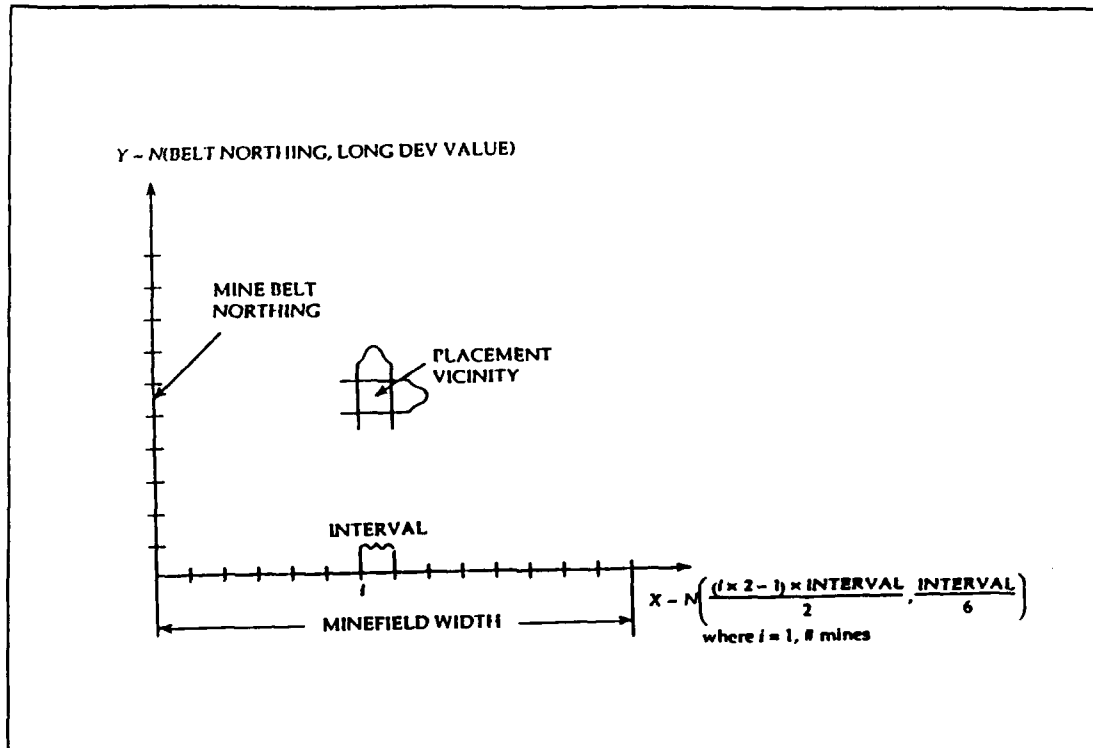 Y ~ N(BELT NORTHING, LONG DEV VALUE)
MINE BELT
NORTHING
PLACEMENT
VICINITY
INTERVAL
i
MINEFIELD WIDTH
X ~ N( ((i × 2 − 1) × INTERVAL)/2 , INTERVAL/6 )
where i = 1, # mines